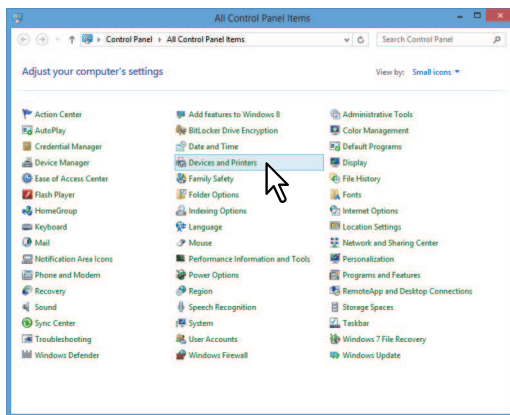 All Control Panel Items
Control Panel All Control Panel Items Search Control Panel
Adjust your computer's settings View by: Small icons
Action Center Add features to Windows 8 Administrative Tools
AutoPlay BitLocker Drive Encryption Color Management
Credential Manager Date and Time Default Programs
Device Manager Devices and Printers Display
Ease of Access Center Family Safety File History
Flash Player Folder Options Fonts
HomeGroup Indexing Options Internet Options
Keyboard Language Location Settings
Mail Mouse Network and Sharing Center
Notification Area Icons Performance Information and Tools Personalization
Phone and Modem Power Options Programs and Features
Recovery Region RemoteApp and Desktop Connections
Sound Speech Recognition Storage Spaces
Sync Center System Taskbar
Troubleshooting User Accounts Windows 7 File Recovery
Windows Defender Windows Firewall Windows Update